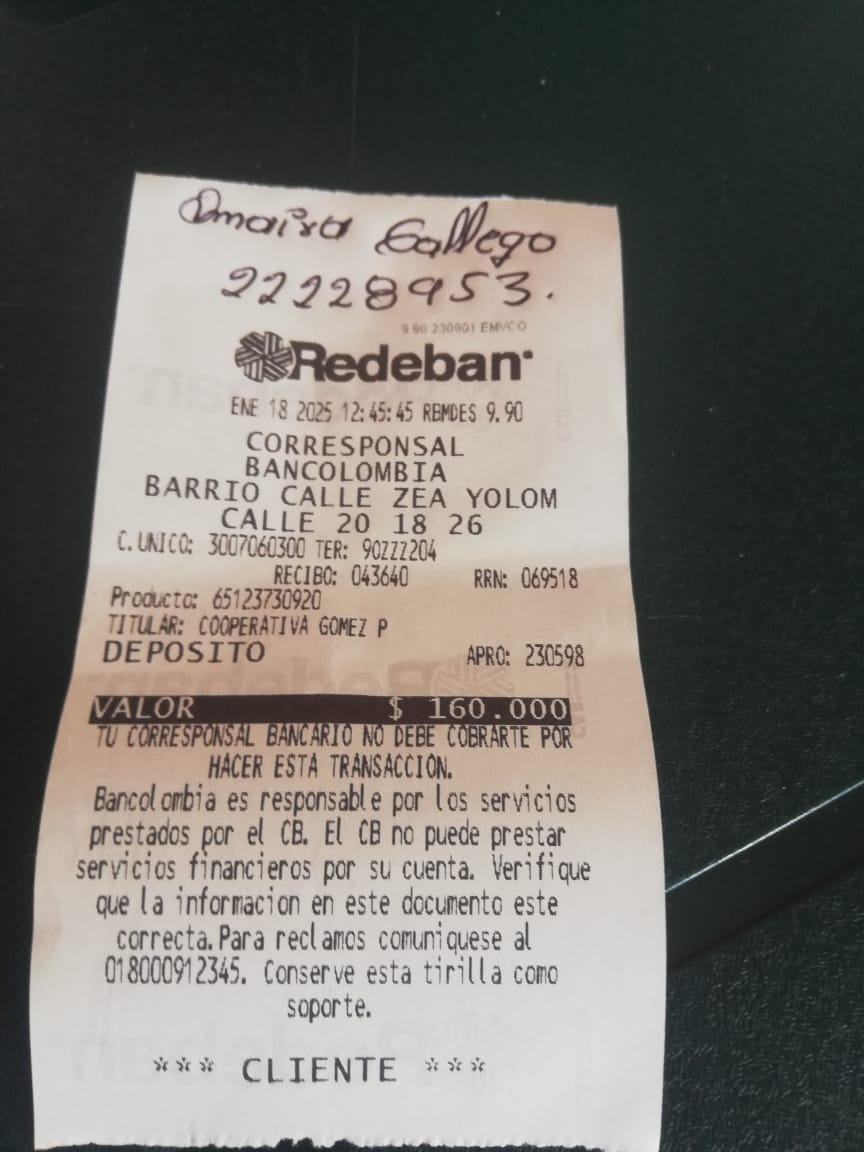 Omaira Gallego
22228953.
9.90 230901 EMVCO
Redeban
ENE 18 2025 12:45:45 RBMDES 9.90
CORRESPONSAL
BANCOLOMBIA
BARRIO CALLE ZEA YOLOM
CALLE 20 18 26
C.UNICO: 3007060300 TER: 90ZZZ204
RECIBO: 043640 RRN: 069518
Producto: 65123730920
TITULAR: COOPERATIVA GOMEZ P
DEPOSITO APRO: 230598
VALOR $ 160.000
TU CORRESPONSAL BANCARIO NO DEBE COBRARTE POR
HACER ESTA TRANSACCION.
Bancolombia es responsable por los servicios
prestados por el CB. El CB no puede prestar
servicios financieros por su cuenta. Verifique
que la informacion en este documento este
correcta.Para reclamos comuniquese al
018000912345. Conserve esta tirilla como
soporte.
*** CLIENTE ***